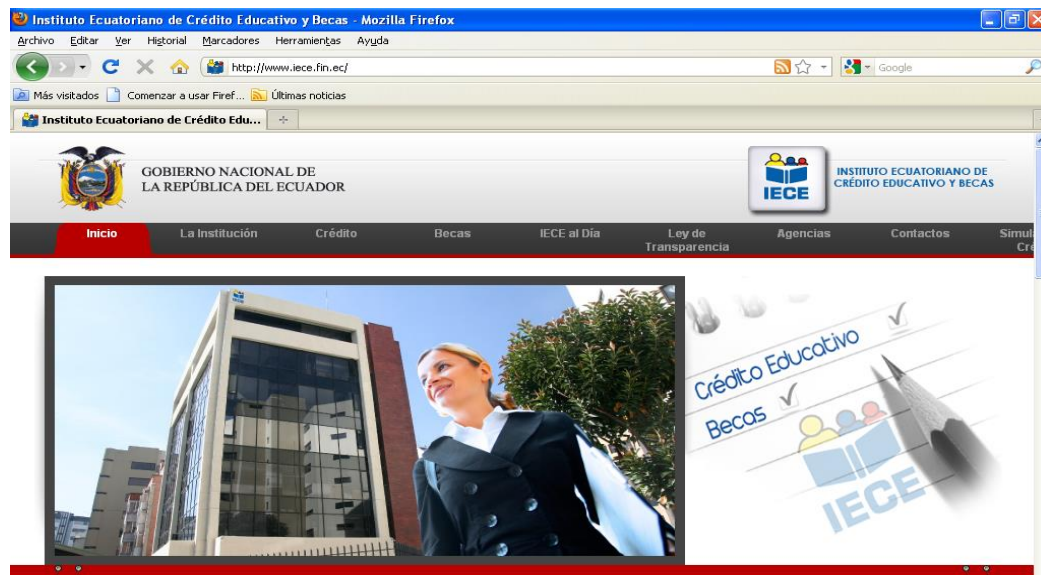 Instituto Ecuatoriano de Crédito Educativo y Becas - Mozilla Firefox
Archivo Editar Ver Historial Marcadores Herramientas Ayuda
http://www.iece.fin.ec/
Google
Más visitados Comenzar a usar Firef... Últimas noticias
Instituto Ecuatoriano de Crédito Edu...
GOBIERNO NACIONAL DE
LA REPÚBLICA DEL ECUADOR
IECE
INSTITUTO ECUATORIANO DE
CRÉDITO EDUCATIVO Y BECAS
Inicio La Institución Crédito Becas IECE al Día Ley de Transparencia Agencias Contactos Simul
Cré
IECE
Crédito Educativo
Becas
IECE